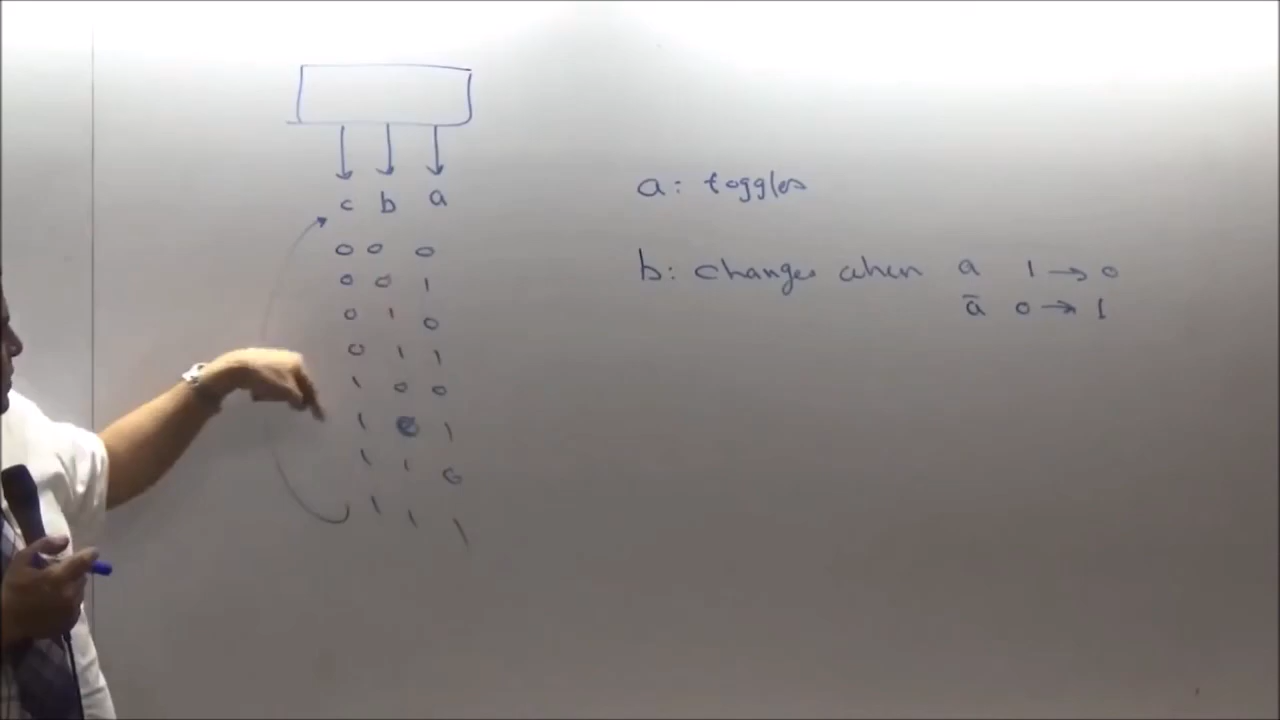 c b a
0 0 0
0 0 1
0 1 0
0 1 1
1 0 0
1 0 1
1 1 0
1 1 1
a: toggles
b: changes when a 1 → 0
ā 0 → 1